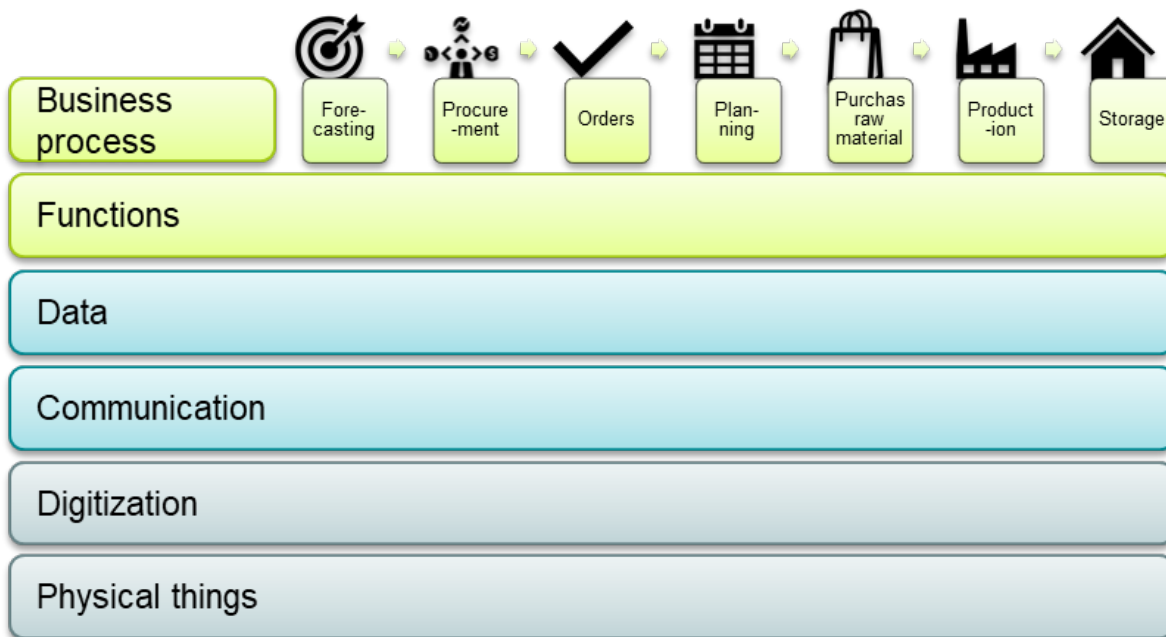 Business
process
Fore-
casting
Procure
-ment
Orders
Plan-
ning
Purchas
raw
material
Product
-ion
Storage
Functions
Data
Communication
Digitization
Physical things